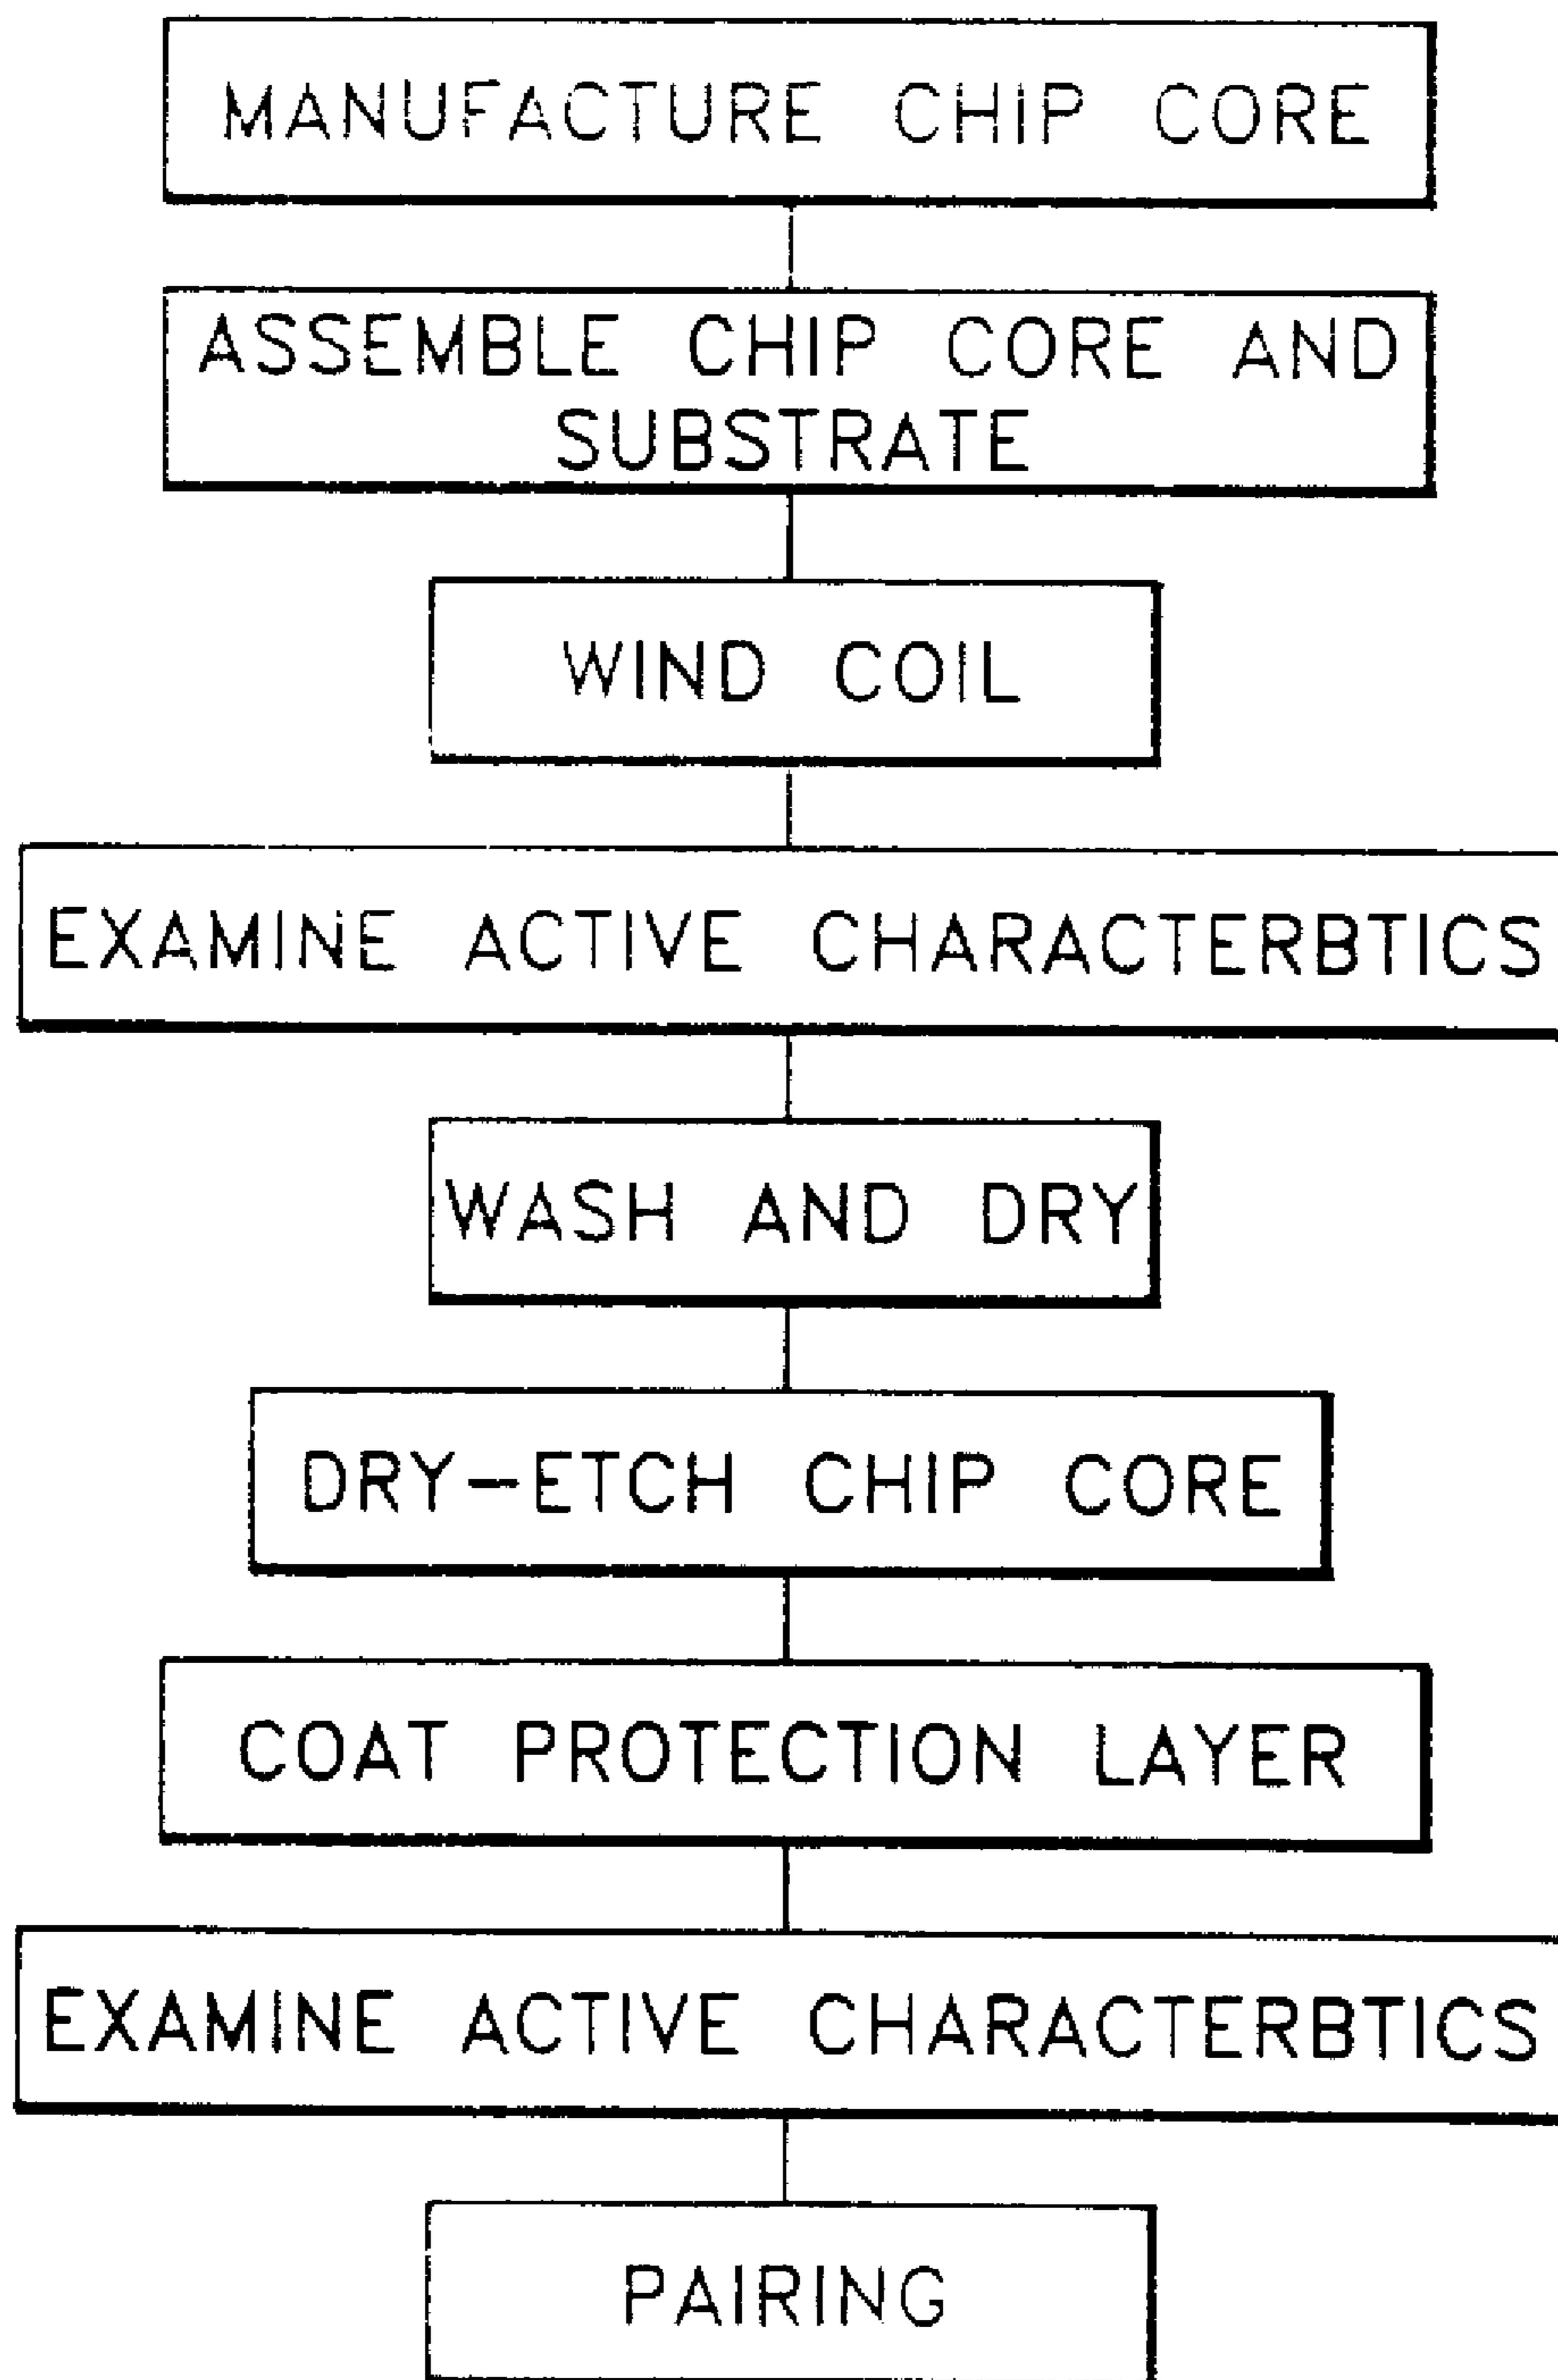 MANUFACTURE CHIP CORE
ASSEMBLE CHIP CORE AND
SUBSTRATE
WIND COIL
EXAMINE ACTIVE CHARACTERBTICS
WASH AND DRY
DRY-ETCH CHIP CORE
COAT PROTECTION LAYER
EXAMINE ACTIVE CHARACTERBTICS
PAIRING